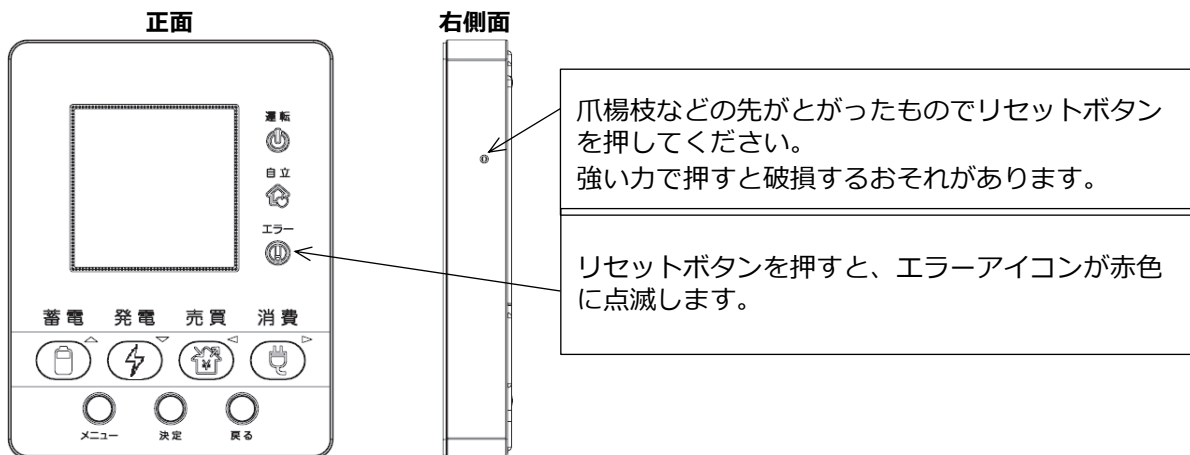 正面
右側面
運転
自立
エラー
蓄電 発電 売買 消費
メニュー 決定 戻る
爪楊枝などの先がとがったものでリセットボタン
を押してください。
強い力で押すと破損するおそれがあります。
リセットボタンを押すと、エラーアイコンが赤色
に点滅します。